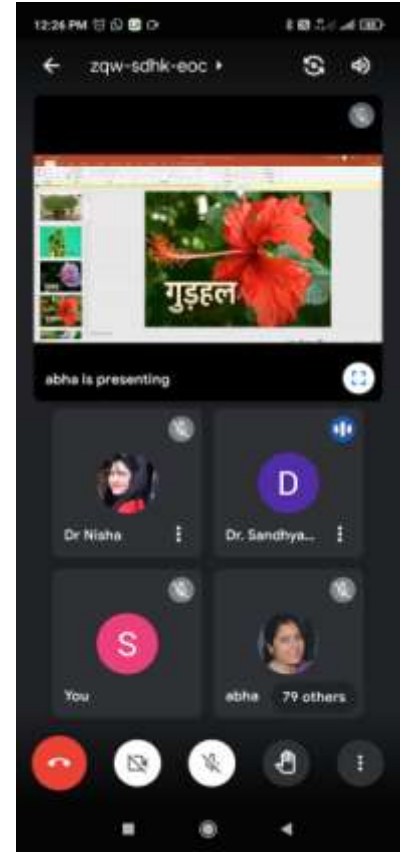 12:26 PM
zqw-sdhk-eoc
गुड़हल
abha is presenting
Dr Nisha
D
Dr. Sandhya...
S
You
abha
79 others